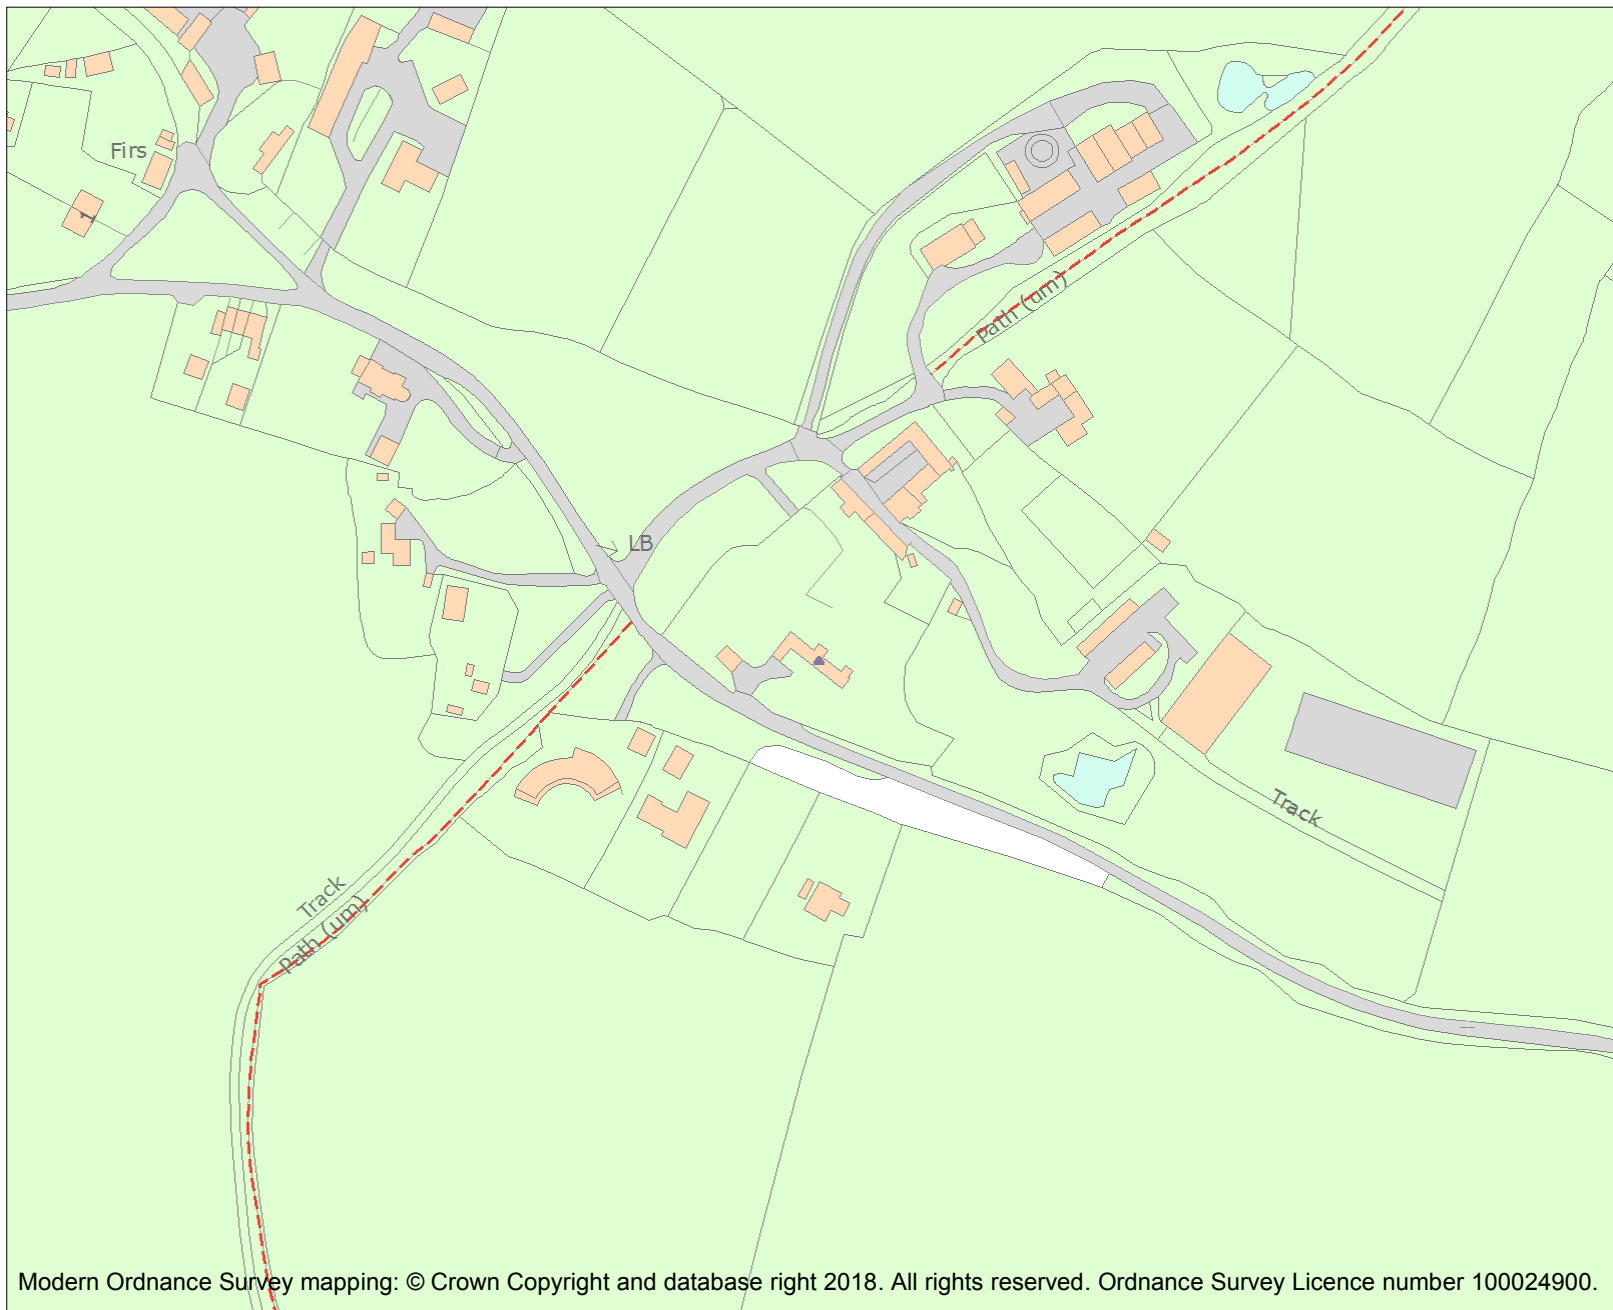 Firs
1
Path (um)
LB
Track
Track
Path (um)
Modern Ordnance Survey mapping: © Crown Copyright and database right 2018. All rights reserved. Ordnance Survey Licence number 100024900.